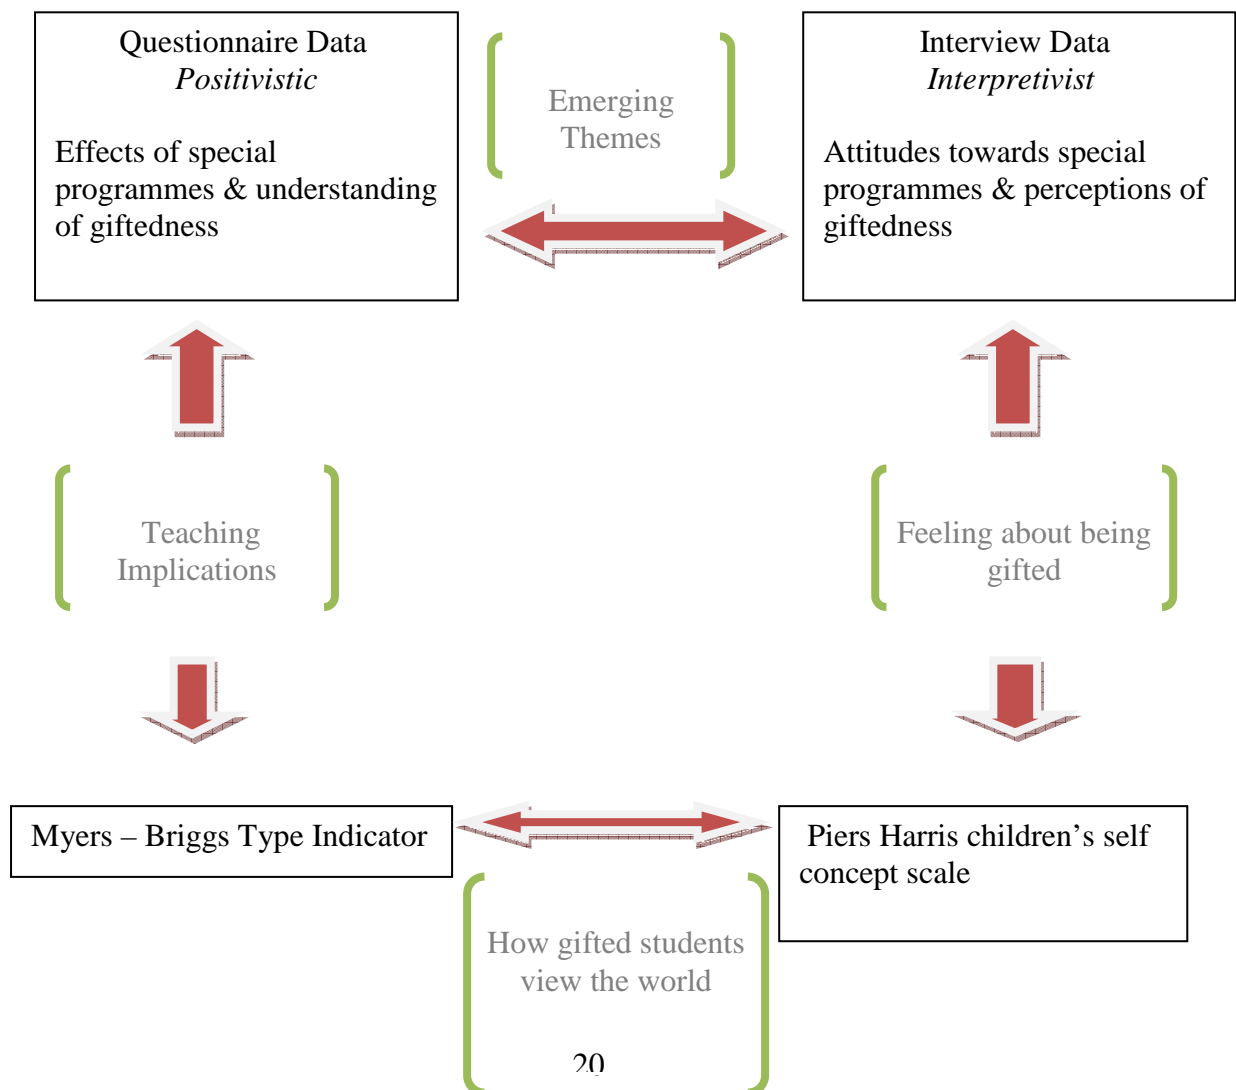 Questionnaire Data
Positivistic
Effects of special
programmes & understanding
of giftedness
Emerging
Themes
Interview Data
Interpretivist
Attitudes towards special
programmes & perceptions of
giftedness
Teaching
Implications
Feeling about being
gifted
Myers – Briggs Type Indicator
Piers Harris children’s self
concept scale
How gifted students
view the world
20